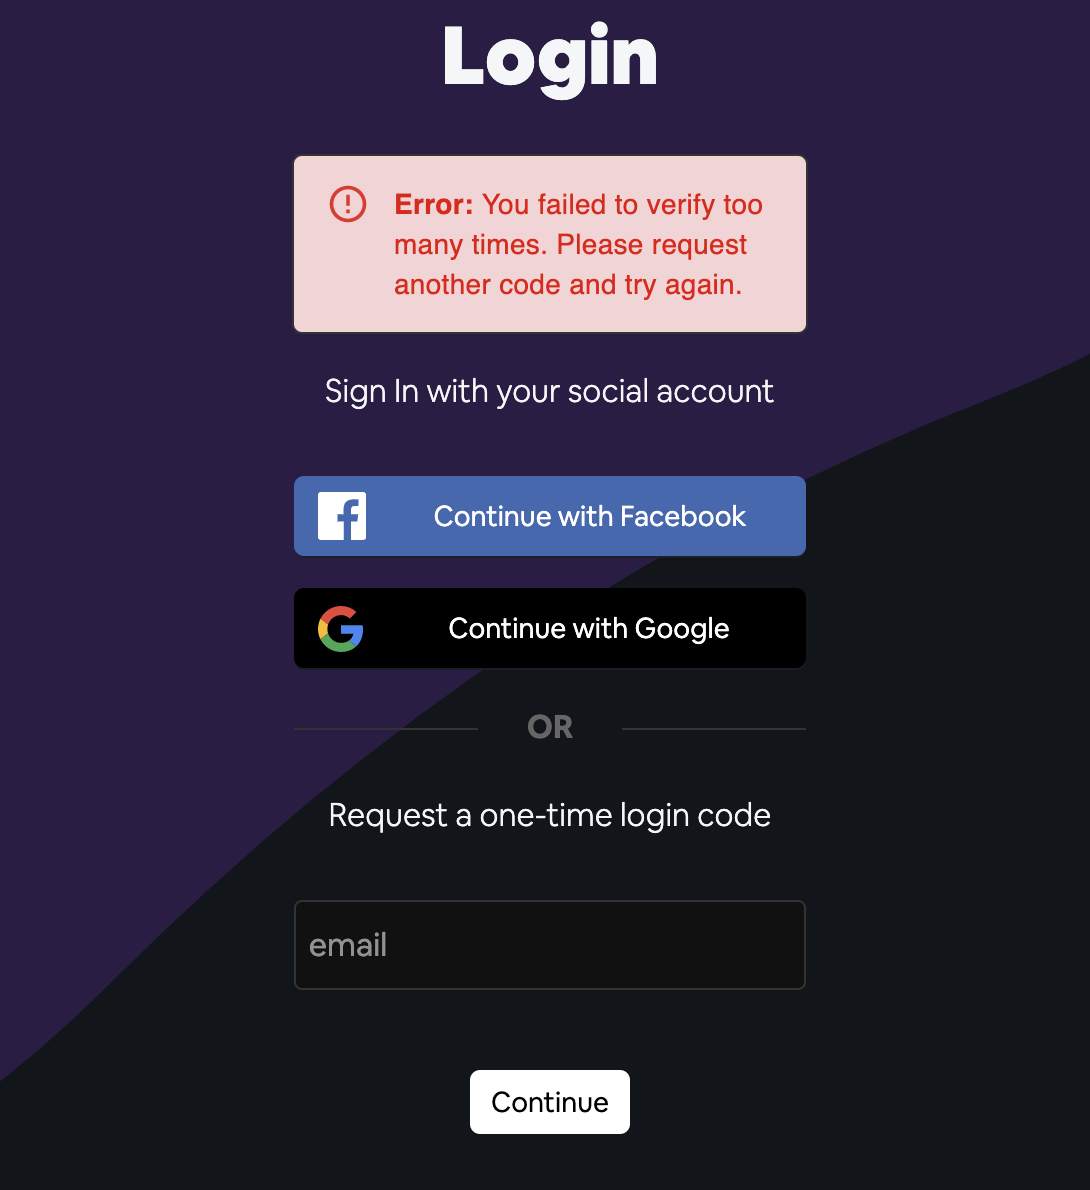 Login
Error: You failed to verify too
many times. Please request
another code and try again.
Sign In with your social account
Continue with Facebook
Continue with Google
OR
Request a one-time login code
email
Continue